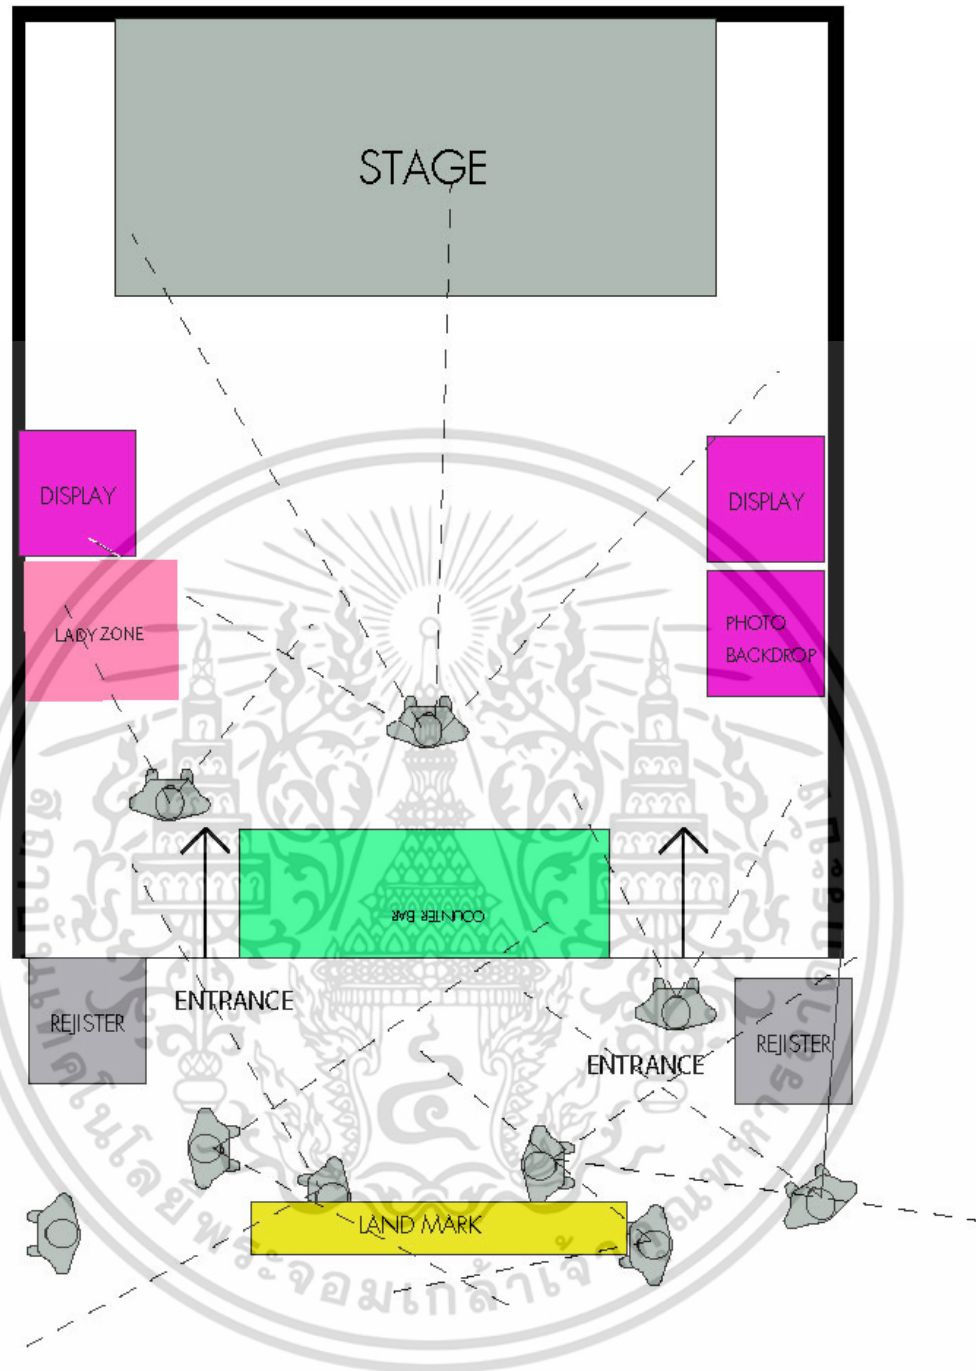 STAGE
DISPLAY
DISPLAY
LADY ZONE
PHOTO
BACKDROP
COUNTER BAR
ENTRANCE
REJISTER
ENTRANCE
REJISTER
LAND MARK